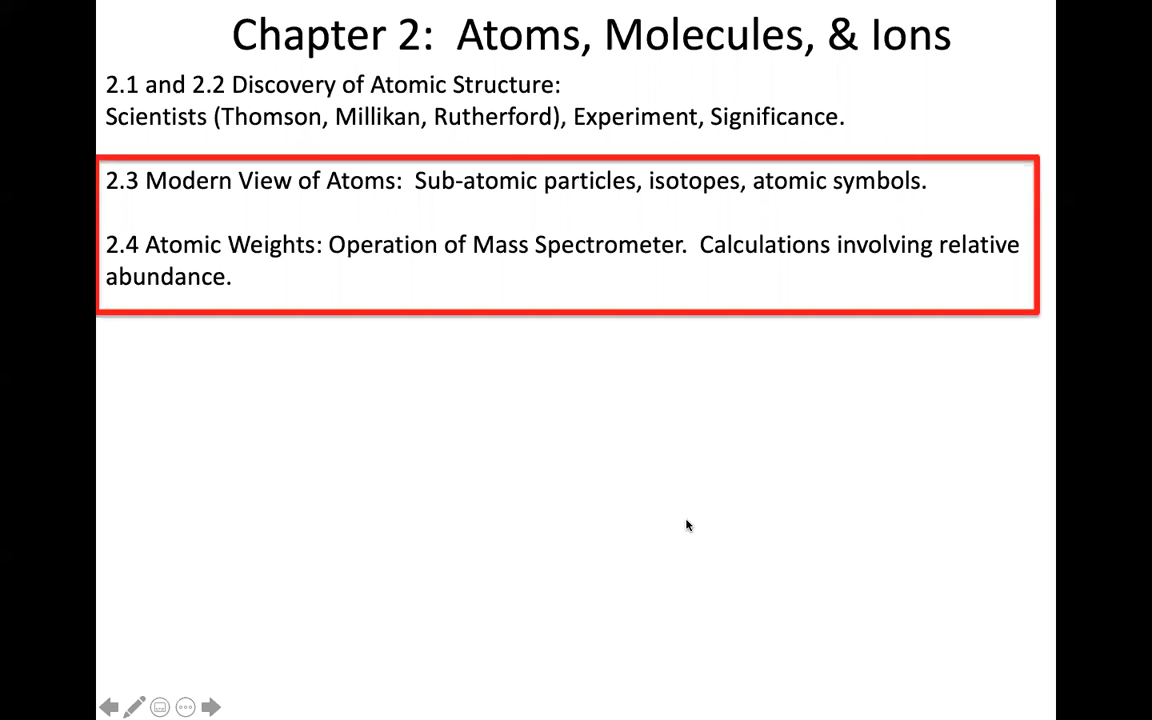 Chapter 2:  Atoms, Molecules, & Ions
2.1 and 2.2 Discovery of Atomic Structure:
Scientists (Thomson, Millikan, Rutherford), Experiment, Significance.
2.3 Modern View of Atoms:  Sub-atomic particles, isotopes, atomic symbols.
2.4 Atomic Weights: Operation of Mass Spectrometer.  Calculations involving relative
abundance.